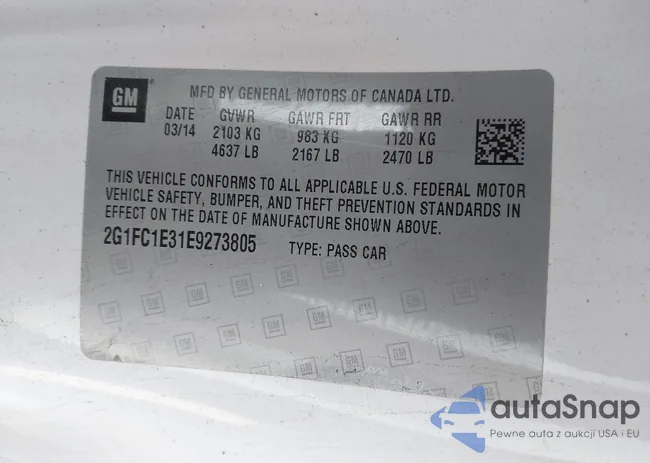 GM
MFD BY GENERAL MOTORS OF CANADA LTD.
DATE GVWR GAWR FRT GAWR RR
03/14 2103 KG 983 KG 1120 KG
4637 LB 2167 LB 2470 LB
THIS VEHICLE CONFORMS TO ALL APPLICABLE U.S. FEDERAL MOTOR
VEHICLE SAFETY, BUMPER, AND THEFT PREVENTION STANDARDS IN
EFFECT ON THE DATE OF MANUFACTURE SHOWN ABOVE.
2G1FC1E31E9273805 TYPE: PASS CAR
autaSnap
Pewne auta z aukcji USA i EU